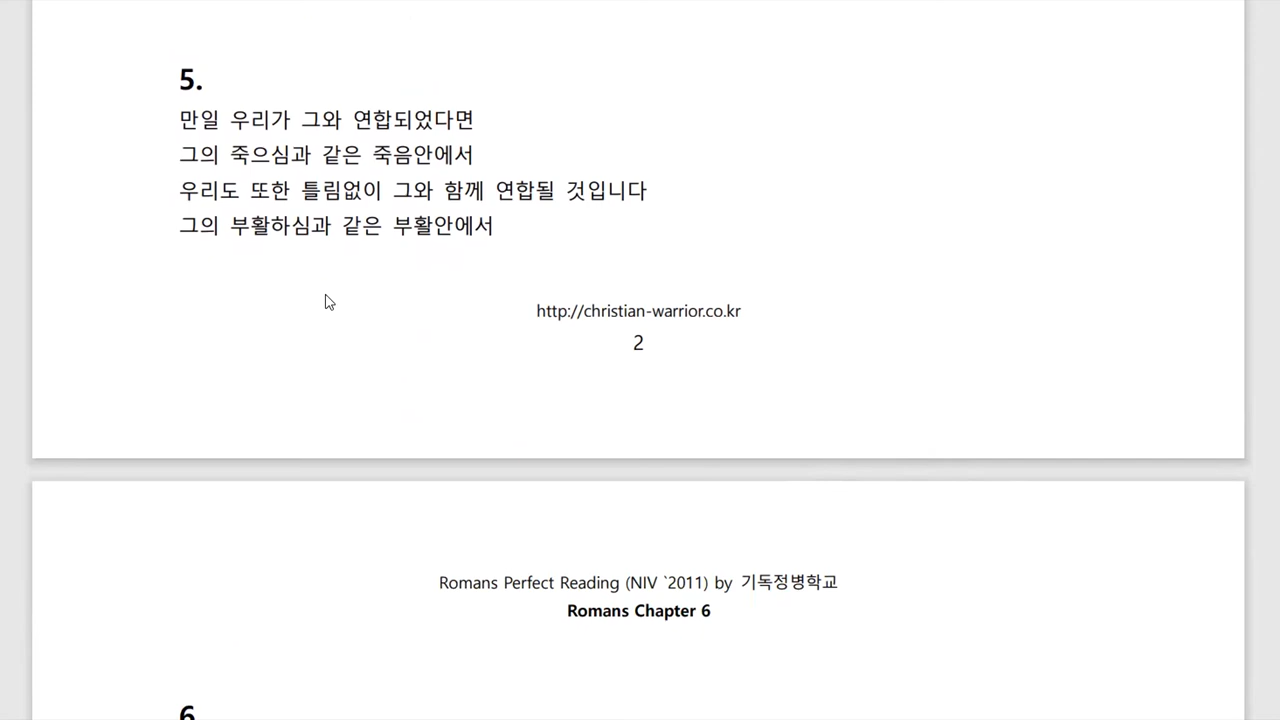 5.
만일 우리가 그와 연합되었다면
그의 죽으심과 같은 죽음안에서
우리도 또한 틀림없이 그와 함께 연합될 것입니다
그의 부활하심과 같은 부활안에서
http://christian-warrior.co.kr
2
Romans Perfect Reading (NIV `2011) by 기독정병학교
Romans Chapter 6
6